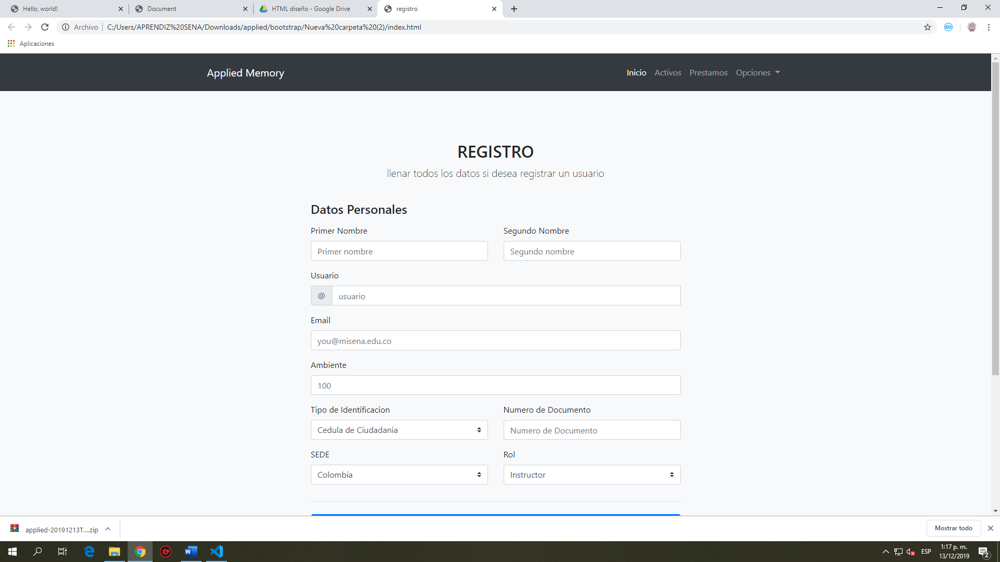 Hello, world!
Document
HTML diseño - Google Drive
registro
Archivo
C:/Users/APRENDIZ%20SENA/Downloads/applied/bootstrap/Nueva%20carpeta%20(2)/index.html
Aplicaciones
Applied Memory
Inicio
Activos
Prestamos
Opciones
REGISTRO
llenar todos los datos si desea registrar un usuario
Datos Personales
Primer Nombre
Segundo Nombre
Primer nombre
Segundo nombre
Usuario
@
usuario
Email
you@misena.edu.co
Ambiente
100
Tipo de Identificacion
Numero de Documento
Cedula de Ciudadania
Numero de Documento
SEDE
Rol
Colombia
Instructor
applied-20191213T....zip
Mostrar todo
ESP
1:17 p. m.
13/12/2019
2